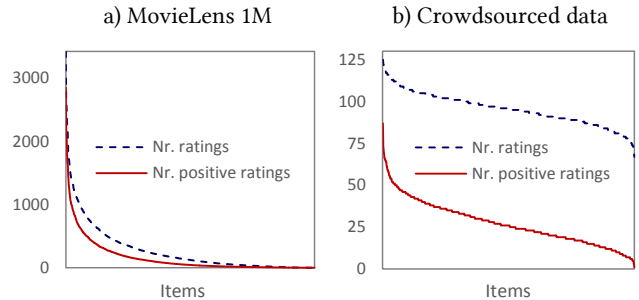 a) MovieLens 1M
3000
2000
1000
0
Nr. ratings
Nr. positive ratings
Items
b) Crowdsourced data
125
100
75
50
25
0
Nr. ratings
Nr. positive ratings
Items